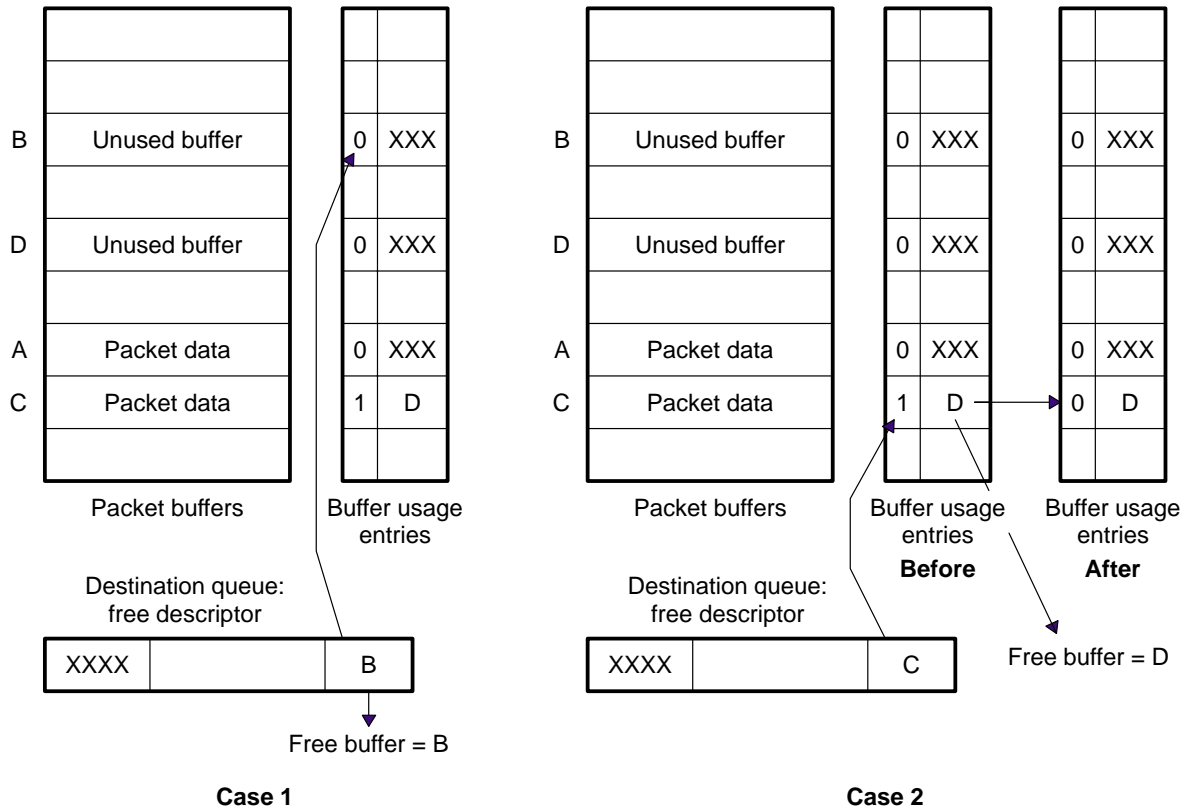 B Unused buffer 0 XXX
D Unused buffer 0 XXX
A Packet data 0 XXX
C Packet data 1 D
Packet buffers
Buffer usage
entries
Destination queue:
free descriptor
XXXX B
Free buffer = B
Case 1
B Unused buffer 0 XXX 0 XXX
D Unused buffer 0 XXX 0 XXX
A Packet data 0 XXX 0 XXX
C Packet data 1 D 0 D
Packet buffers
Buffer usage
entries
Before
Buffer usage
entries
After
Destination queue:
free descriptor
XXXX C
Free buffer = D
Case 2